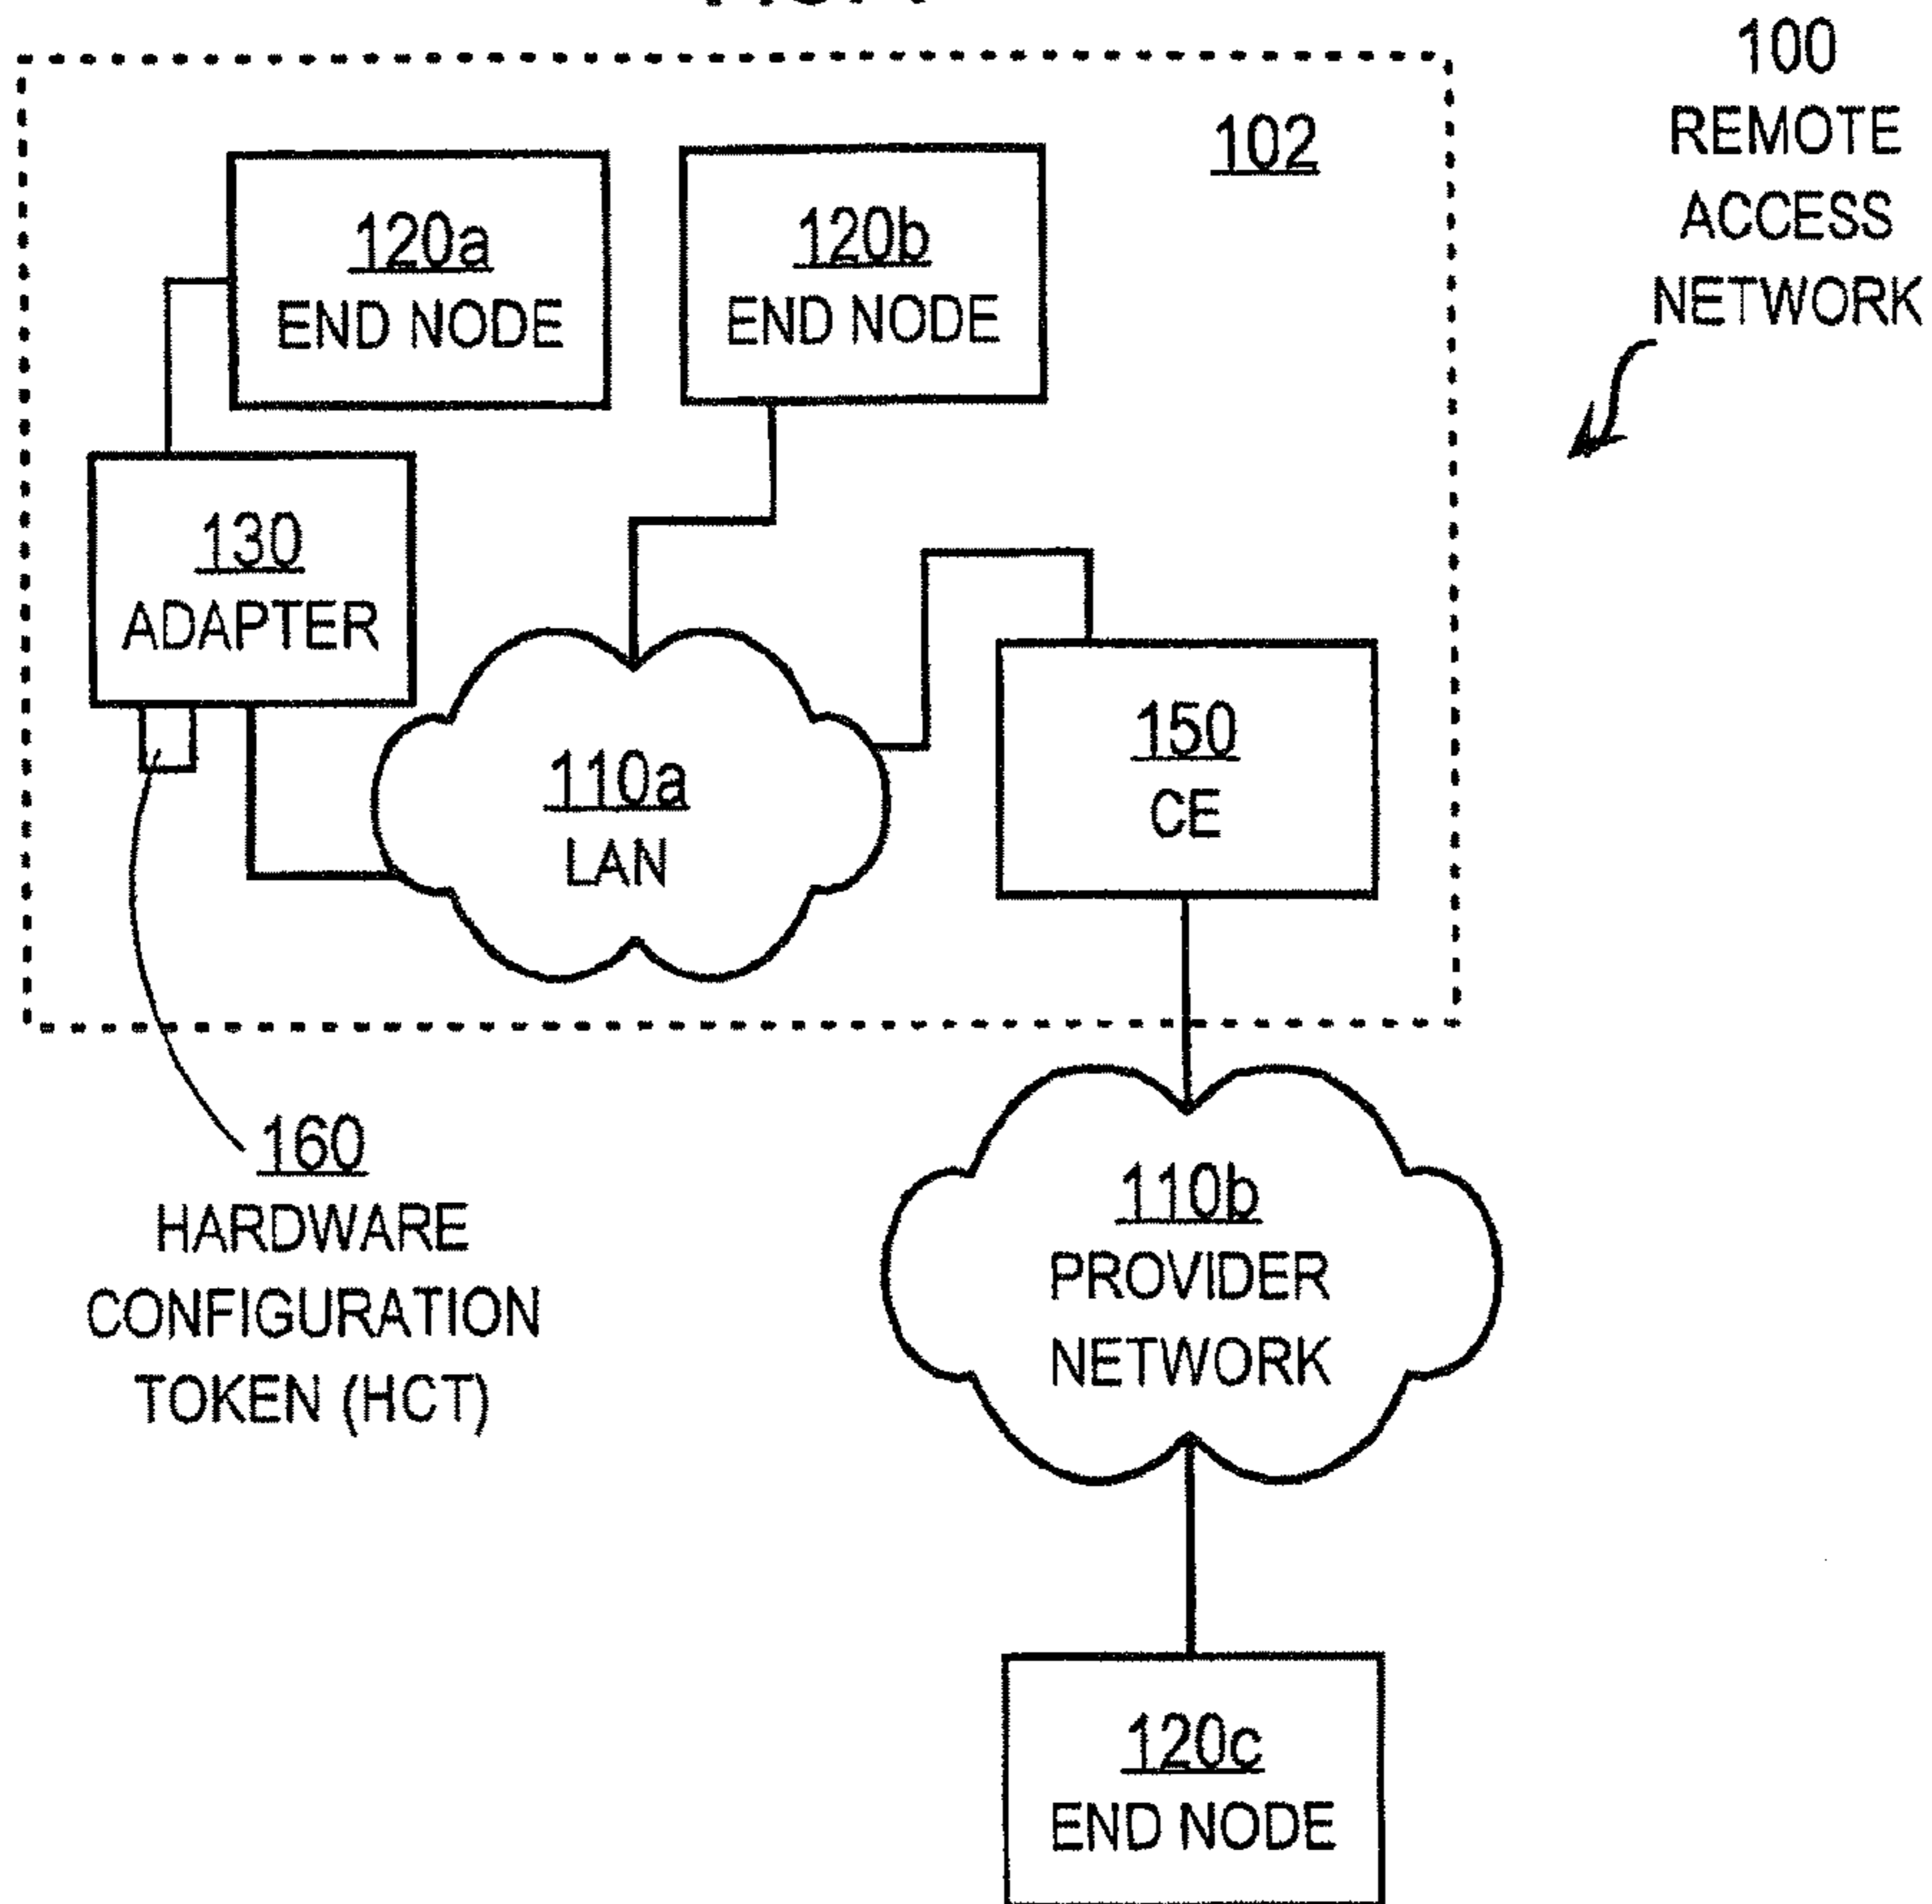 100
REMOTE
ACCESS
NETWORK
102
120a
END NODE
120b
END NODE
130
ADAPTER
110a
LAN
150
CE
160
HARDWARE
CONFIGURATION
TOKEN (HCT)
110b
PROVIDER
NETWORK
120c
END NODE